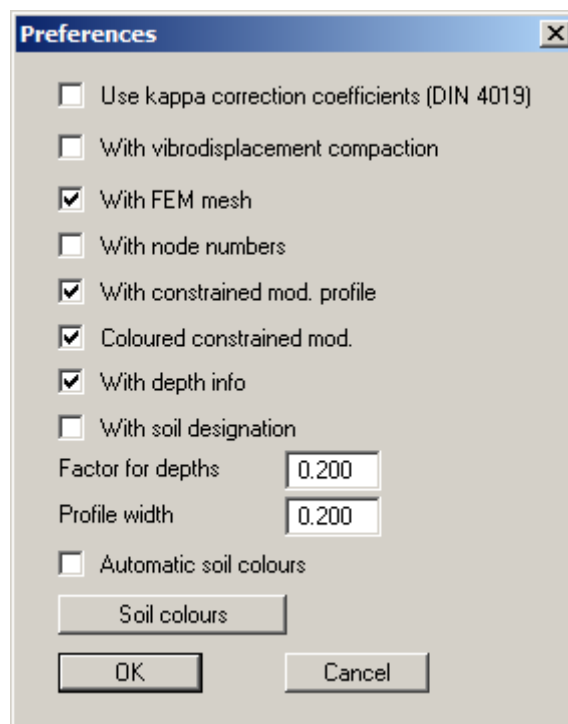 Preferences
Use kappa correction coefficients (DIN 4019)
With vibrodisplacement compaction
With FEM mesh
With node numbers
With constrained mod. profile
Coloured constrained mod.
With depth info
With soil designation
Factor for depths 0.200
Profile width 0.200
Automatic soil colours
Soil colours
OK Cancel